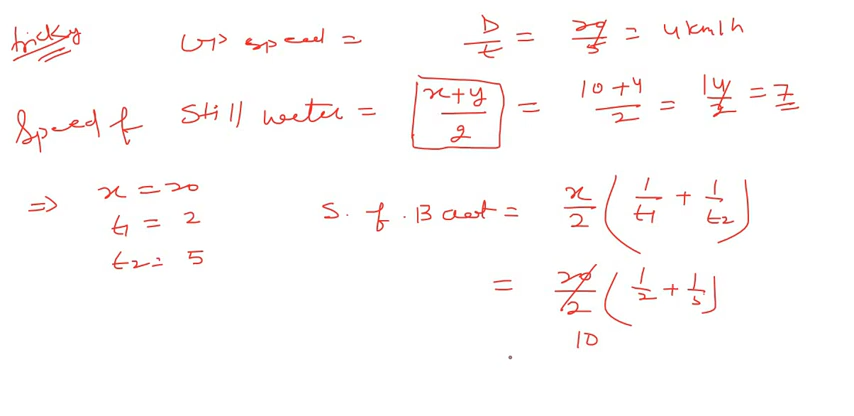 tricky up speed = D/t = 20/5 = 4 km/h
Speed of Still water = x+y/2 = 10+4/2 = 14/2 = 7
⇒ x = 20
t1 = 2
t2 = 5
S. of. Boat = x/2 ( 1/t1 + 1/t2 )
= 20/2 ( 1/2 + 1/5 )
10